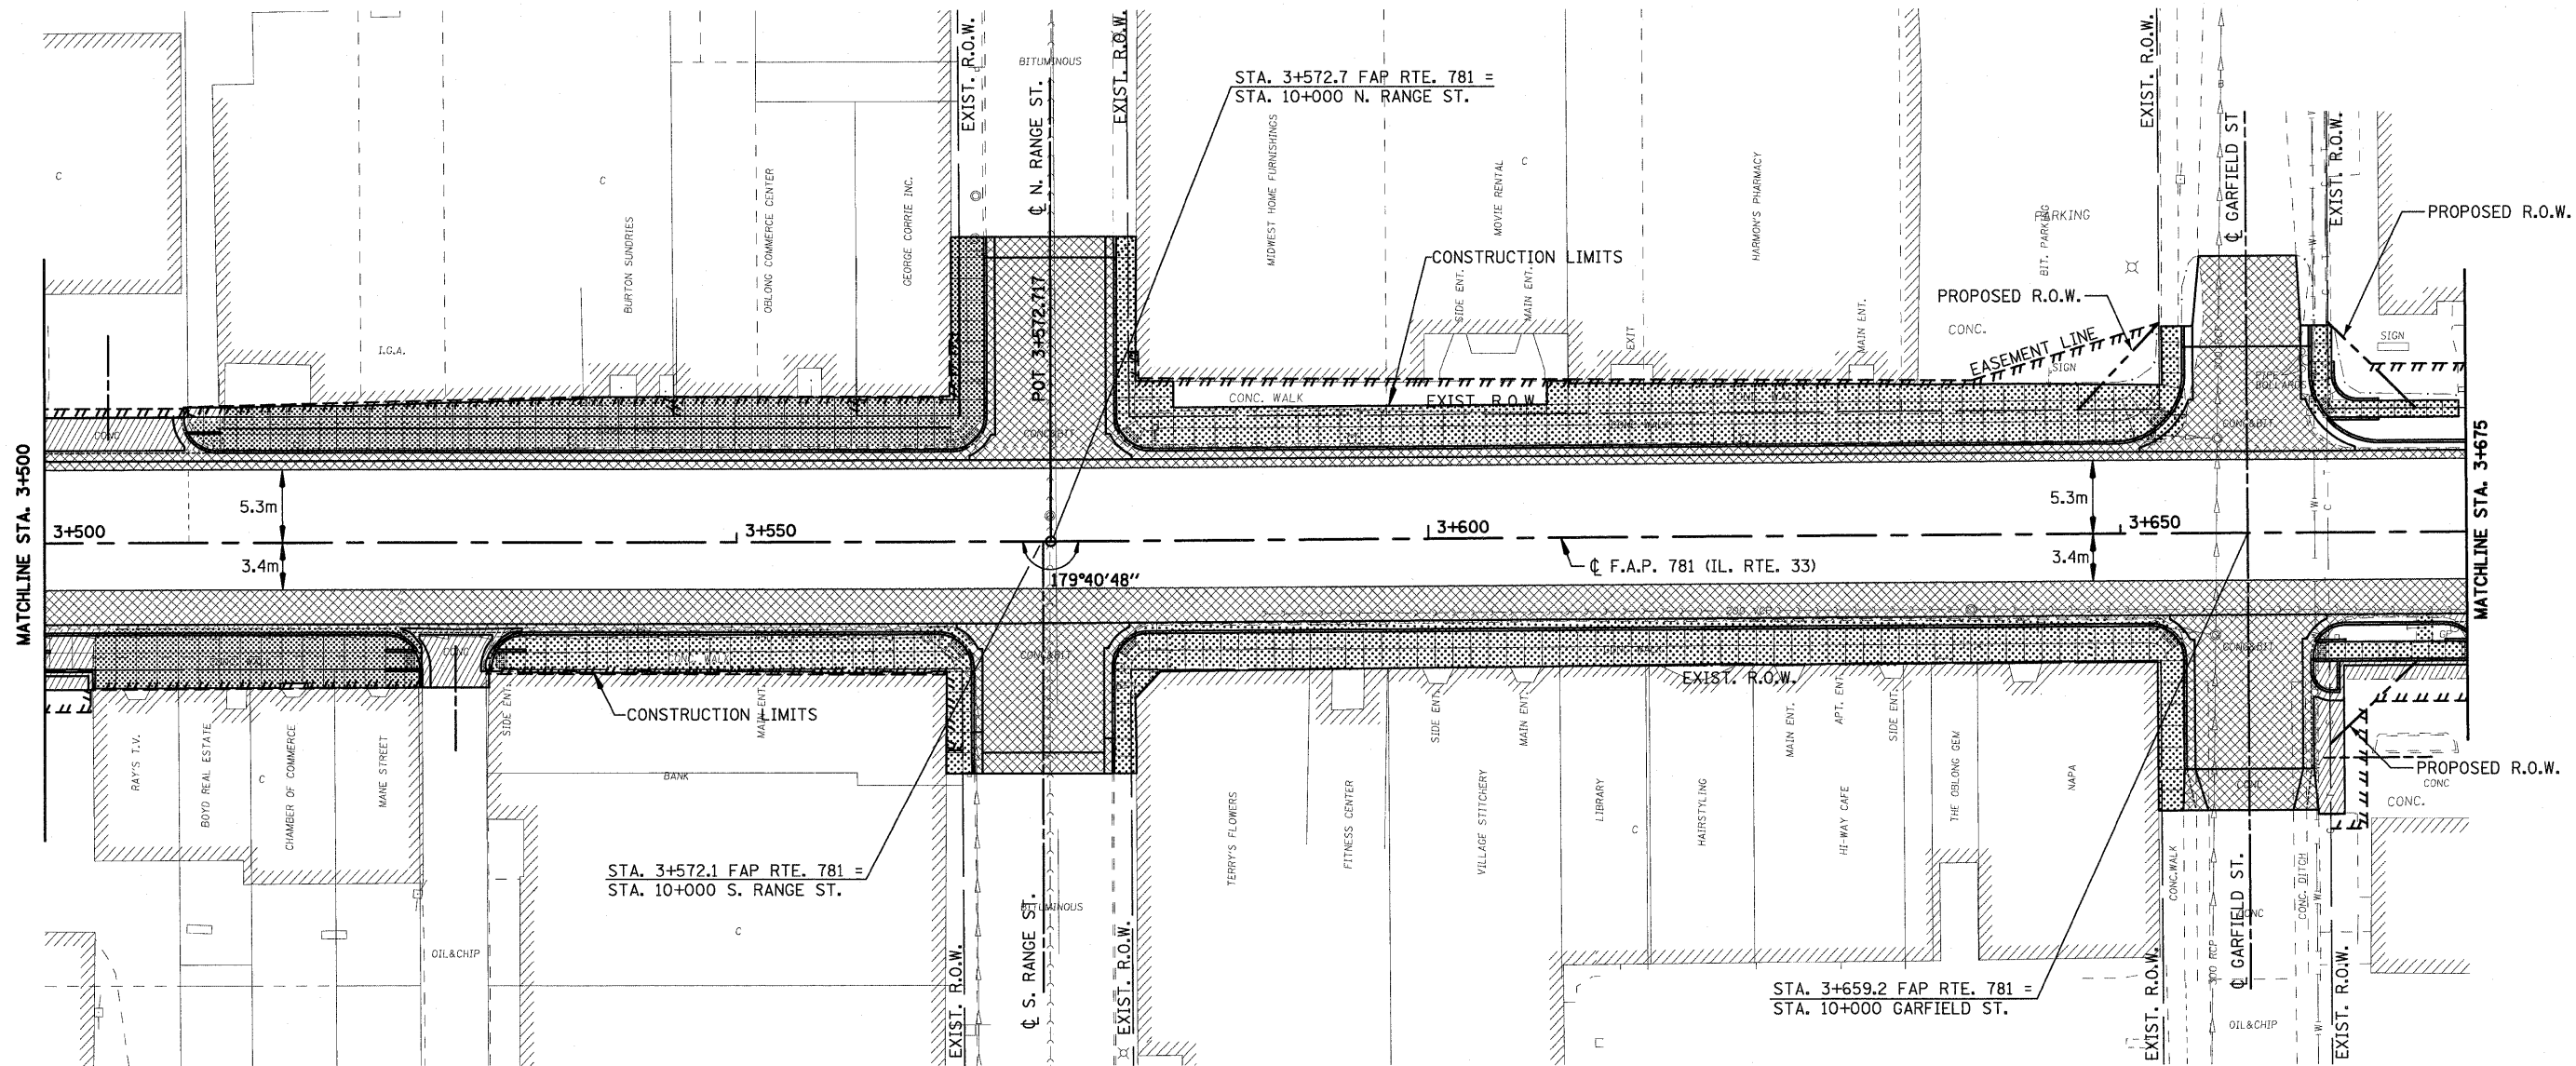 EXIST. R.O.W.
BITUMINOUS
℄ N. RANGE ST.
EXIST. R.O.W.
STA. 3+572.7 FAP RTE. 781 =
STA. 10+000 N. RANGE ST.
EXIST. R.O.W.
℄ GARFIELD ST
EXIST. R.O.W.
PROPOSED R.O.W.
C
C
BURTON SUNDRIES
OBLONG COMMERCE CENTER
GEORGE CORRIE INC.
I.G.A.
MIDWEST HOME FURNISHINGS
C
MOVIE RENTAL
HARMON'S PHARMACY
PARKING
BIT. PARKING
CONSTRUCTION LIMITS
SIDE ENT.
MAIN ENT.
EXIT
MAIN ENT.
PROPOSED R.O.W.
CONC.
EASEMENT LINE
SIGN
SIGN
POT 3+572.717
CONC. WALK
EXIST. R.O.W.
CONC
MATCHLINE STA. 3+500
5.3m
3+500
3+550
3+600
3+650
5.3m
3.4m
179°40'48"
℄ F.A.P. 781 (IL. RTE. 33)
3.4m
MATCHLINE STA. 3+675
200 VCP
CONC
EXIST. R.O.W.
CONSTRUCTION LIMITS
SIDE ENT.
MAIN ENT.
SIDE ENT.
MAIN ENT.
MAIN ENT.
APT. ENT.
SIDE ENT.
RAY'S T.V.
BOYD REAL ESTATE
C
CHAMBER OF COMMERCE
MANE STREET
BANK
TERRY'S FLOWERS
FITNESS CENTER
VILLAGE STITCHERY
LIBRARY
C
HAIRSTYLING
HI-WAY CAFE
THE OBLONG GEM
NAPA
PROPOSED R.O.W.
CONC
CONC.
STA. 3+572.1 FAP RTE. 781 =
STA. 10+000 S. RANGE ST.
C
OIL&CHIP
EXIST. R.O.W.
℄ S. RANGE ST.
BITUMINOUS
EXIST. R.O.W.
STA. 3+659.2 FAP RTE. 781 =
STA. 10+000 GARFIELD ST.
EXIST. R.O.W.
CONC.WALK
300 RCP
℄ GARFIELD ST.
CONC
CONC. DITCH
OIL&CHIP
EXIST. R.O.W.